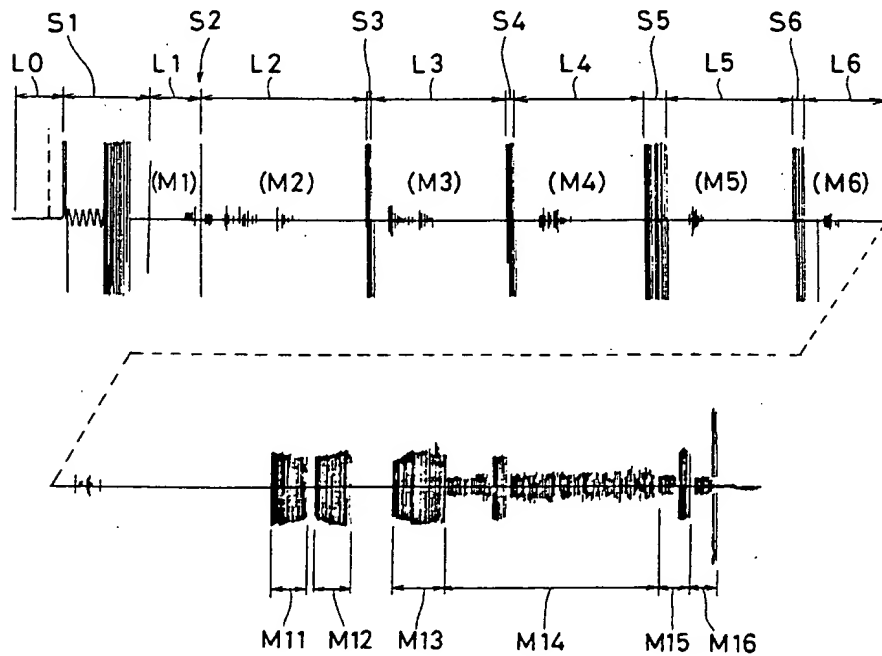 S1 S2 S3 S4 S5 S6
L0 L1 L2 L3 L4 L5 L6
(M1) (M2) (M3) (M4) (M5) (M6)
M11 M12 M13 M14 M15 M16